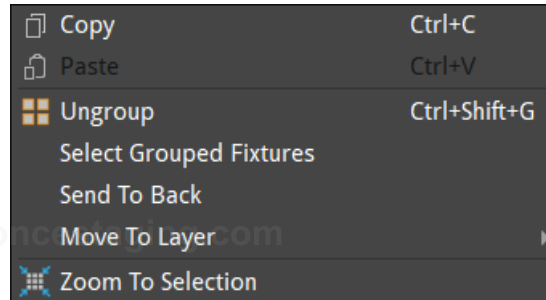 Copy Ctrl+C
Paste Ctrl+V
Ungroup Ctrl+Shift+G
Select Grouped Fixtures
Send To Back
Move To Layer
Zoom To Selection